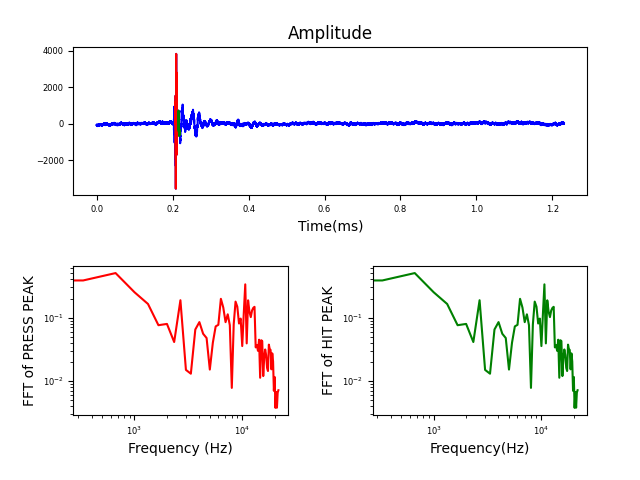 Amplitude
4000
2000
0
−2000
0.0 0.2 0.4 0.6 0.8 1.0 1.2
Time(ms)
FFT of PRESS PEAK
10⁻¹
10⁻²
10³ 10⁴
Frequency (Hz)
FFT of HIT PEAK
10⁻¹
10⁻²
10³ 10⁴
Frequency(Hz)